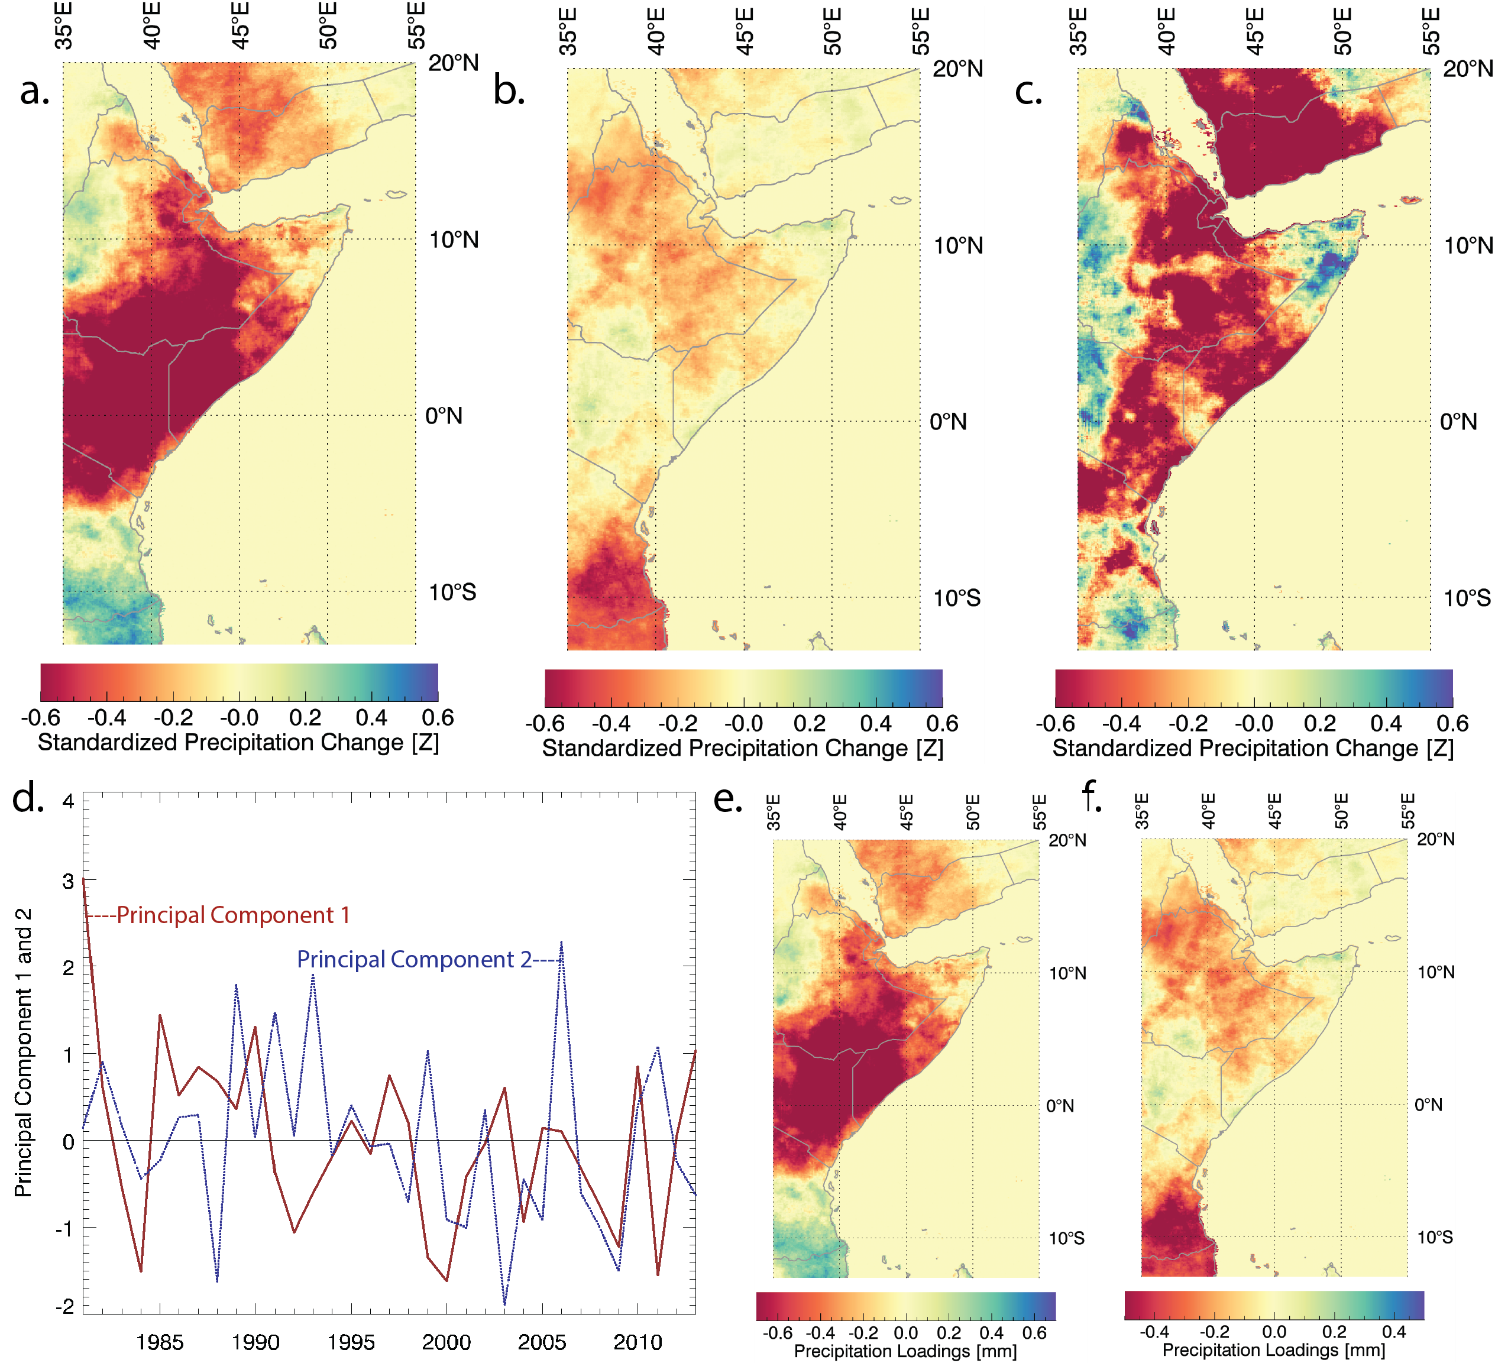 35°E 40°E 45°E 50°E 55°E
a.
20°N
10°N
0°N
10°S
-0.6 -0.4 -0.2 -0.0 0.2 0.4 0.6
Standardized Precipitation Change [Z]
35°E 40°E 45°E 50°E 55°E
b.
20°N
10°N
0°N
10°S
-0.6 -0.4 -0.2 -0.0 0.2 0.4 0.6
Standardized Precipitation Change [Z]
35°E 40°E 45°E 50°E 55°E
c.
20°N
10°N
0°N
10°S
-0.6 -0.4 -0.2 -0.0 0.2 0.4 0.6
Standardized Precipitation Change [Z]
d.
Principal Component 1 and 2
4
3
2
1
0
-1
-2
Principal Component 1
Principal Component 2
1985 1990 1995 2000 2005 2010
e.
35°E 40°E 45°E 50°E 55°E
20°N
10°N
0°N
10°S
-0.6 -0.4 -0.2 0.0 0.2 0.4 0.6
Precipitation Loadings [mm]
f.
35°E 40°E 45°E 50°E 55°E
20°N
10°N
0°N
10°S
-0.4 -0.2 0.0 0.2 0.4
Precipitation Loadings [mm]